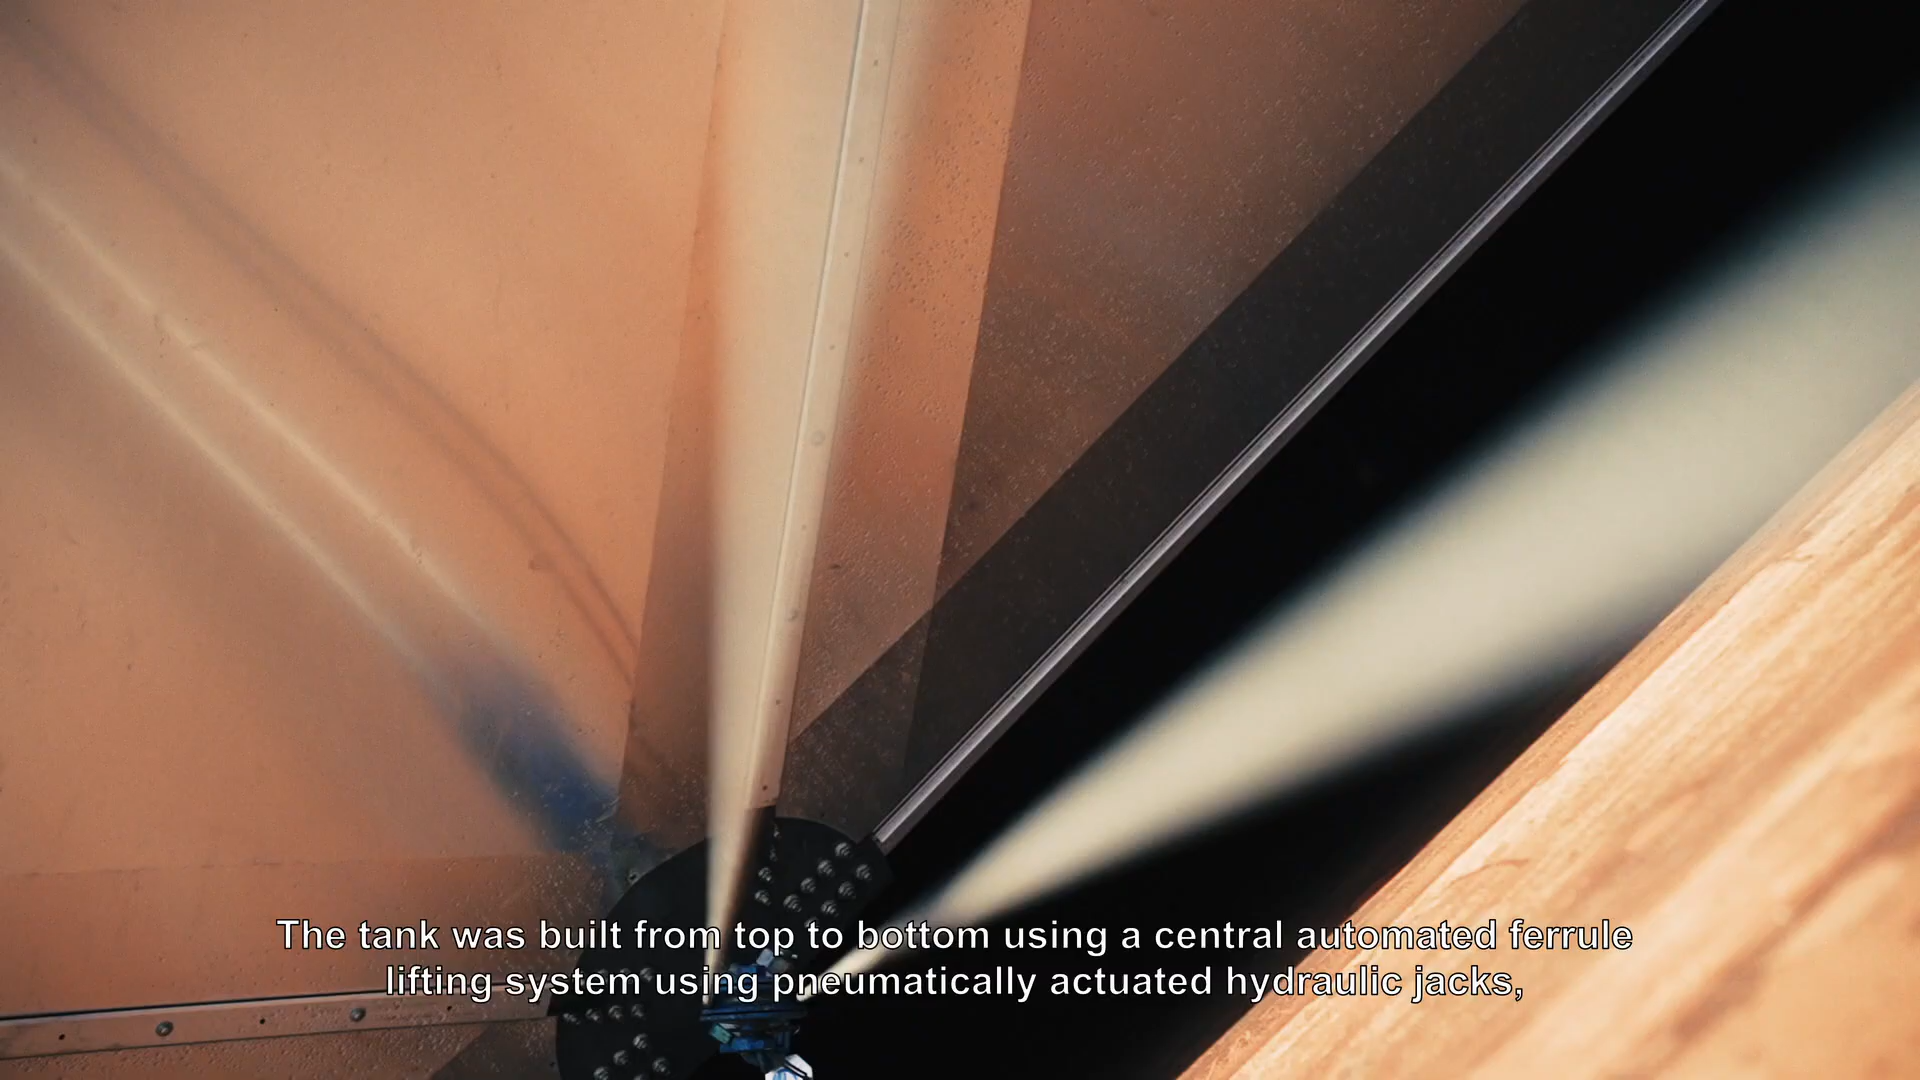 The tank was built from top to bottom using a central automated ferrule
lifting system using pneumatically actuated hydraulic jacks,